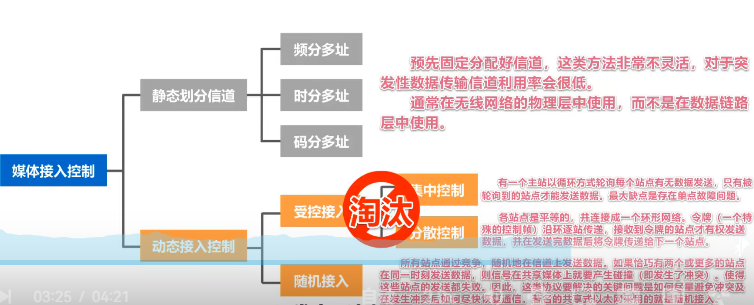 频分多址
预先固定分配好信道，这类方法非常不灵活，对于突
发性数据传输信道利用率会很低。
静态划分信道
时分多址
通常在无线网络的物理层中使用，而不是在数据链路
层中使用。
码分多址
媒体接入控制
集中控制
有一个主站以循环方式轮询每个站点有无数据发送，只有被
轮询到的站点才能发送数据。最大缺点是存在单点故障问题。
受控接入
淘汰
分散控制
各站点是平等的，并连接成一个环形网络。令牌（一个特
殊的控制帧）沿环逐站传递，接收到令牌的站点才有权发送
数据，并在发送完数据后将令牌传递给下一个站点。
动态接入控制
随机接入
所有站点通过竞争，随机地在信道上发送数据。如果恰巧有两个或更多的站点
在同一时刻发送数据，则信号在共享媒体上就要产生碰撞（即发生了冲突），使得
这些站点的发送都失败。因此，这类协议要解决的关键问题是如何尽量避免冲突及
在发生冲突后如何尽快恢复通信。
的共享式以太网采用的就是随机接入。
03:25 / 04:21